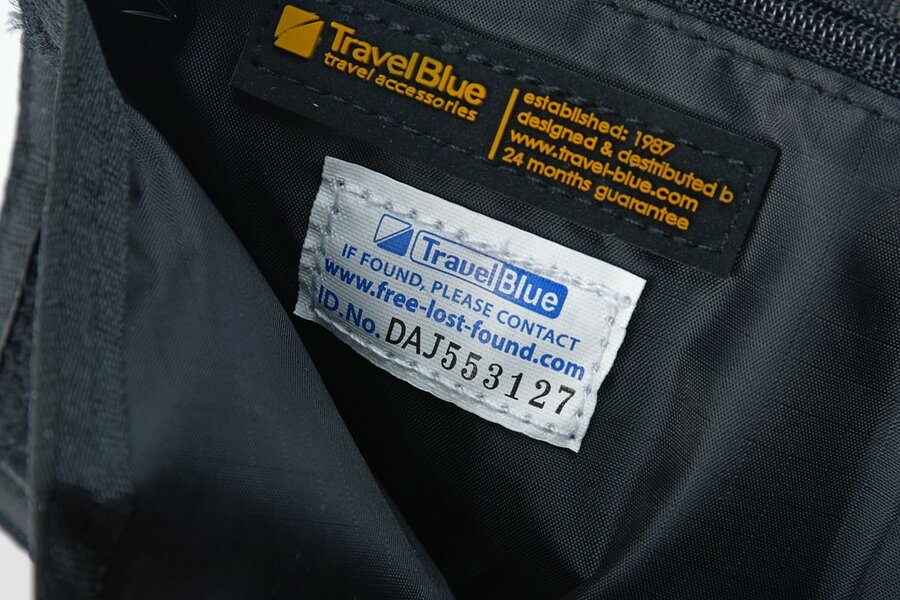 TravelBlue
travel accessories
established: 1987
designed & destributed b
www.travel-blue.com
24 months guarantee
TravelBlue
IF FOUND, PLEASE CONTACT
www.free-lost-found.com
ID.No. DAJ553127